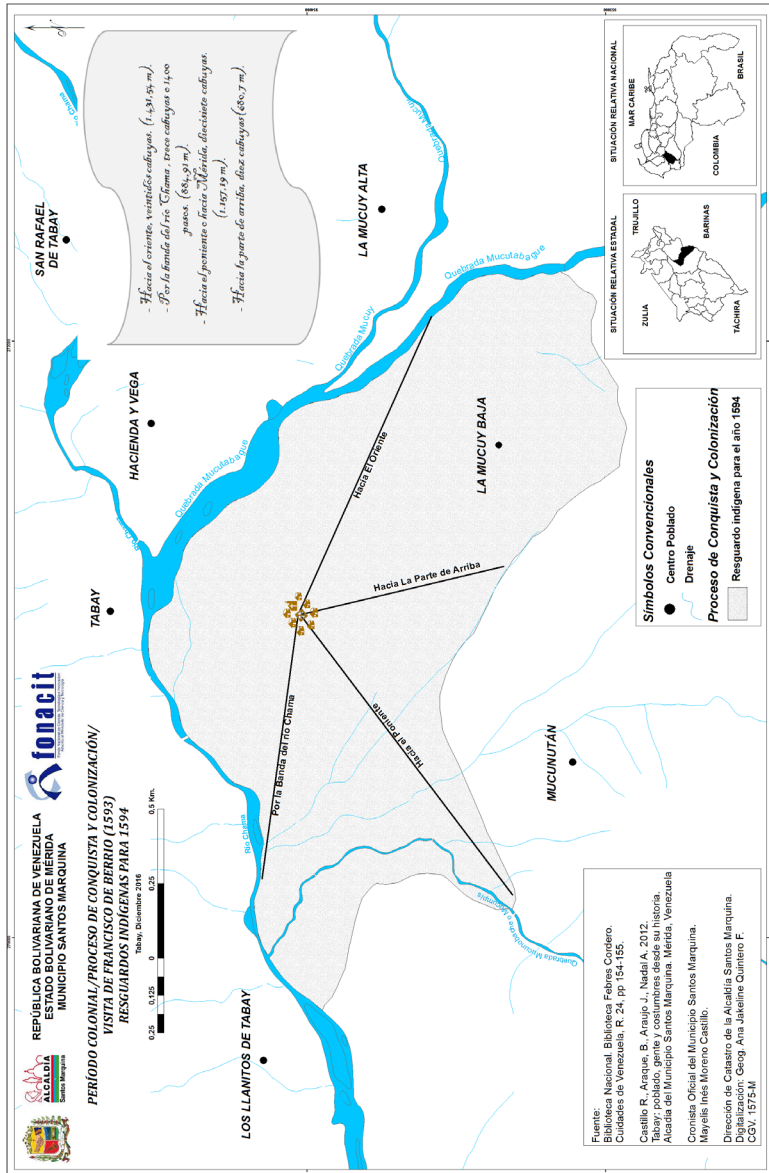 ALCALDÍA
Santos Marquina
REPÚBLICA BOLIVARIANA DE VENEZUELA
ESTADO BOLIVARIANO DE MÉRIDA
MUNICIPIO SANTOS MARQUINA
fonacit
PERÍODO COLONIAL/PROCESO DE CONQUISTA Y COLONIZACIÓN/
VISITA DE FRANCISCO DE BERRIO (1593)
RESGUARDOS INDÍGENAS PARA 1594
Tabay, Diciembre 2016
0,25 0,125 0 0,25 0,5 Km.
- Hacia el oriente, veintidos cabuyas. (1.431,54 m).
- Por la banda del río Chama, trece cabuyas o 1400
pasos. (884,91 m).
- Hacia el poniente o hacia Mérida, diecisiete cabuyas.
(1.157,19 m).
- Hacia la parte de arriba, diez cabuyas (680,7 m).
SAN RAFAEL
DE TABAY
LA MUCUY ALTA
HACIENDA Y VEGA
TABAY
LOS LLANITOS DE TABAY
LA MUCUY BAJA
MUCUNUTÁN
Río Chama
Quebrada Mucutabague
Quebrada Mucuy
Quebrada Mucutabague
Río Chama
Hacia El Oriente
Hacia La Parte de Arriba
Por la Banda del río Chama
Hacia el Poniente
Fuente:
Biblioteca Nacional. Biblioteca Febres Cordero.
Cuidades de Venezuela, R. 24, pp 154-155.
Castillo R., Araque, B., Araujo J., Nadal A. 2012.
Tabay: poblado, gente y costumbres desde su historia.
Alcadia del Municipio Santos Marquina. Mérida, Venezuela
Cronista Oficial del Municipio Santos Marquina.
Mayelis Inés Moreno Castillo.
Dirección de Catastro de la Alcaldía Santos Marquina.
Digitalización: Geog. Ana Jakeline Quintero F.
CGV. 1575-M
Símbolos Convencionales
Centro Poblado
Drenaje
Proceso de Conquista y Colonización
Resguardo indígena para el año 1594
SITUACIÓN RELATIVA ESTADAL
ZULIA
TRUJILLO
BARINAS
TÁCHIRA
SITUACIÓN RELATIVA NACIONAL
MAR CARIBE
COLOMBIA
BRASIL